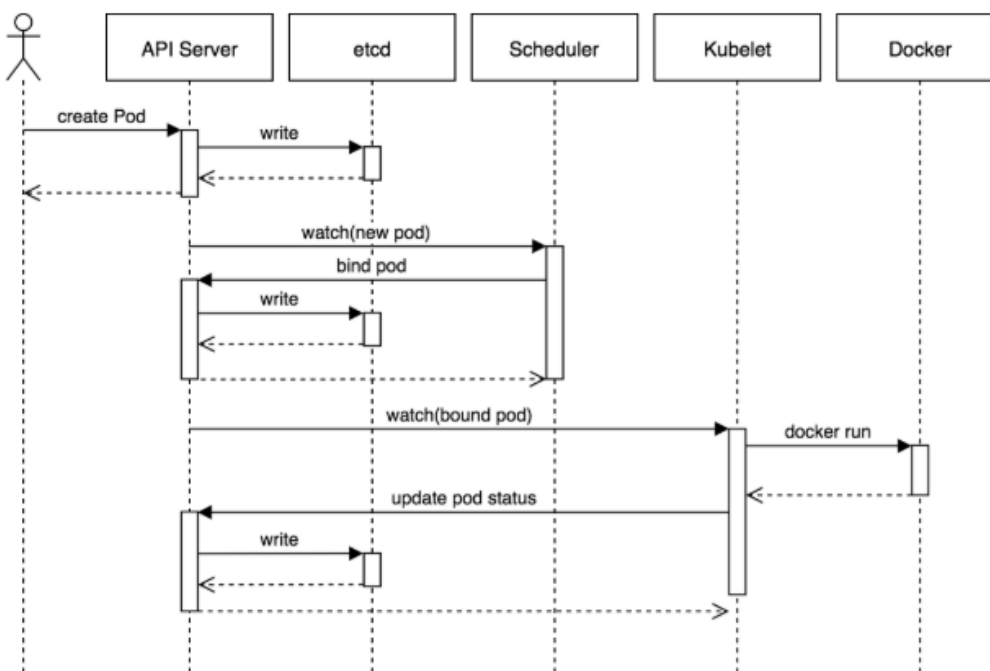 API Server
etcd
Scheduler
Kubelet
Docker
create Pod
write
watch(new pod)
bind pod
write
watch(bound pod)
docker run
update pod status
write